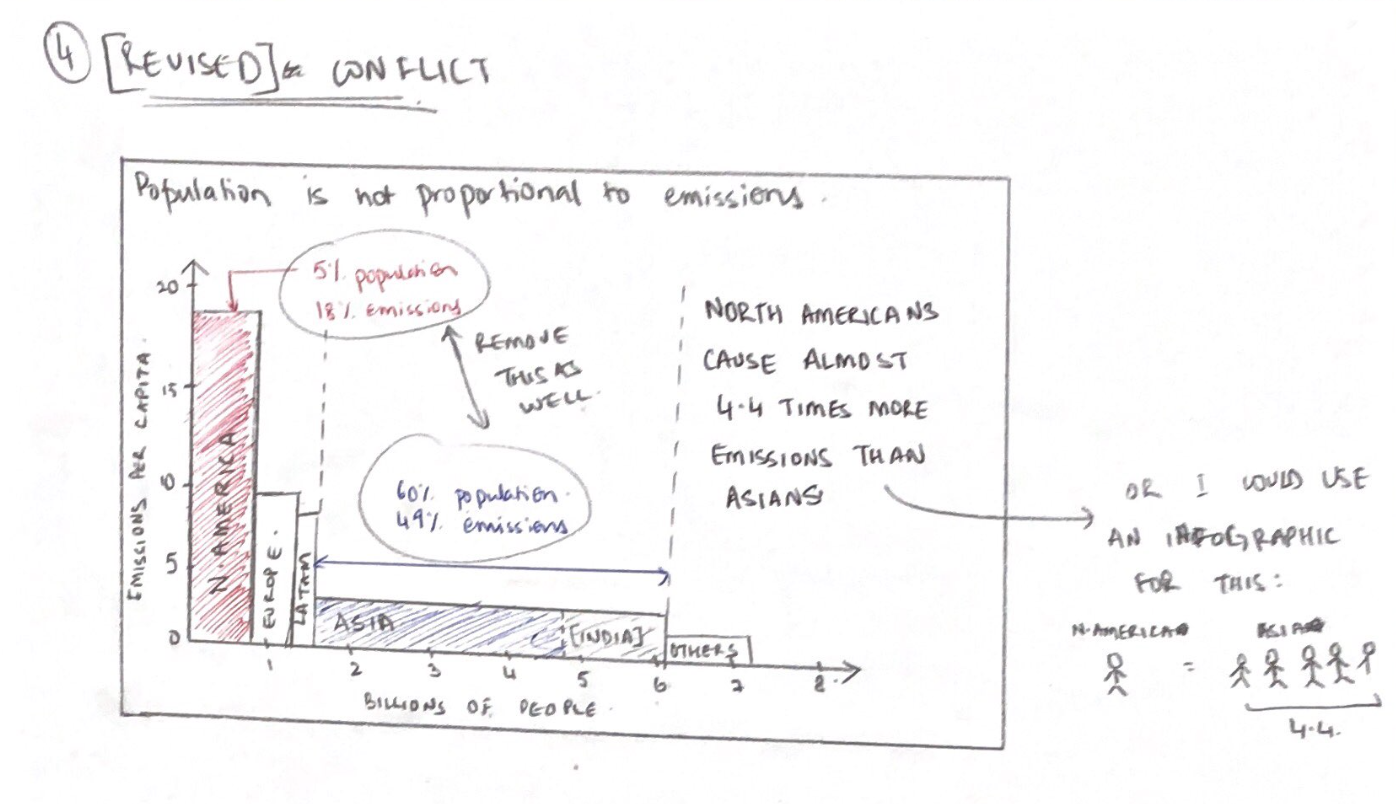 4 [REVISED] CONFLICT
Population is not proportional to emissions.
5% population
18% emissions
REMOVE
THIS AS
WELL.
60% population.
49% emissions
NORTH AMERICANS
CAUSE ALMOST
4.4 TIMES MORE
EMISSIONS THAN
ASIANS
OR I COULD USE
AN INFOGRAPHIC
FOR THIS:
N.AMERICA
ASIA
=
4.4.
EMISSIONS PER CAPITA.
20
15
10
5
0
N.AMERICA
EUROPE.
LATAM
ASIA
[INDIA]
OTHERS
1 2 3 4 5 6 7 8.
BILLIONS OF PEOPLE.